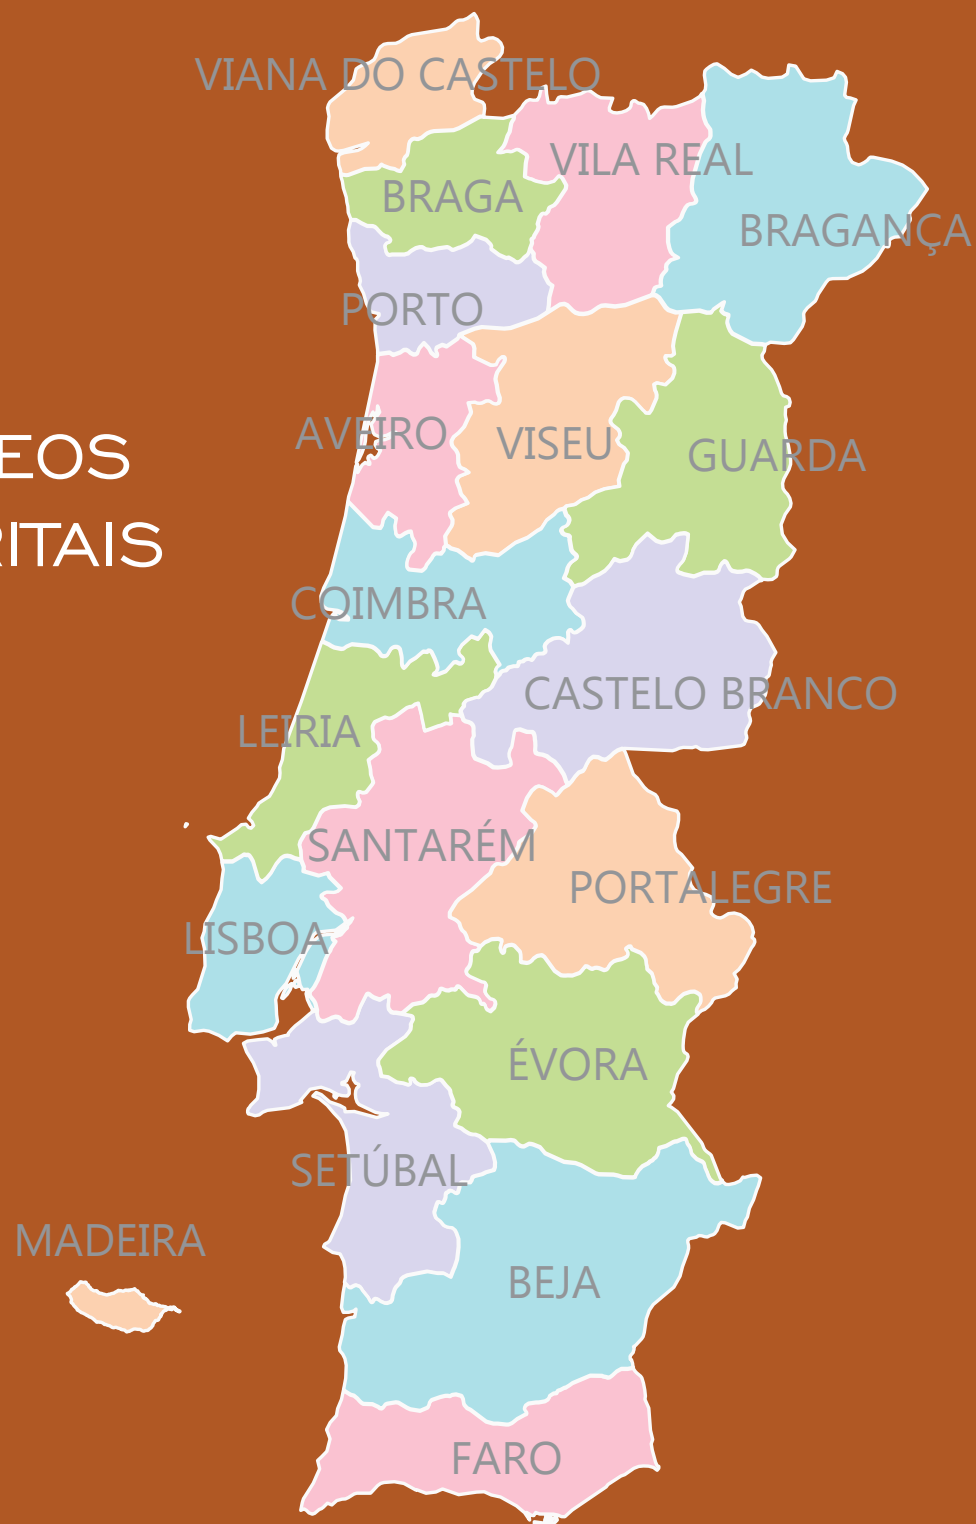 VIANA DO CASTELO
VILA REAL
BRAGA
BRAGANÇA
PORTO
AVEIRO
VISEU
GUARDA
EOS
RITAIS
COIMBRA
CASTELO BRANCO
LEIRIA
SANTARÉM
PORTALEGRE
LISBOA
ÉVORA
SETÚBAL
MADEIRA
BEJA
FARO